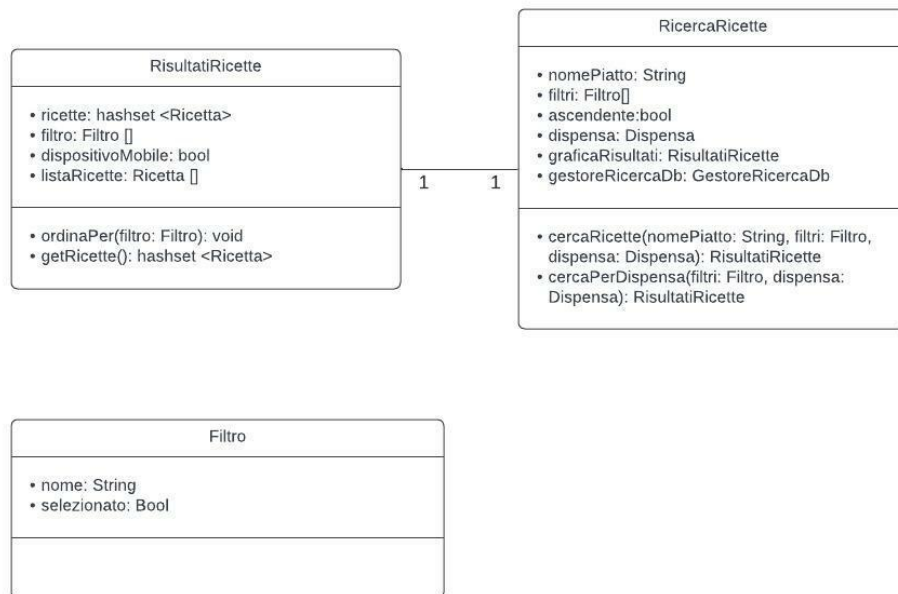 RisultatiRicette
• ricette: hashset <Ricetta>
• filtro: Filtro []
• dispositivoMobile: bool
• listaRicette: Ricetta []
• ordinaPer(filtro: Filtro): void
• getRicette(): hashset <Ricetta>
1 1
RicercaRicette
• nomePiatto: String
• filtri: Filtro[]
• ascendente:bool
• dispensa: Dispensa
• graficaRisultati: RisultatiRicette
• gestoreRicercaDb: GestoreRicercaDb
• cercaRicette(nomePiatto: String, filtri: Filtro,
dispensa: Dispensa): RisultatiRicette
• cercaPerDispensa(filtri: Filtro, dispensa:
Dispensa): RisultatiRicette
Filtro
• nome: String
• selezionato: Bool